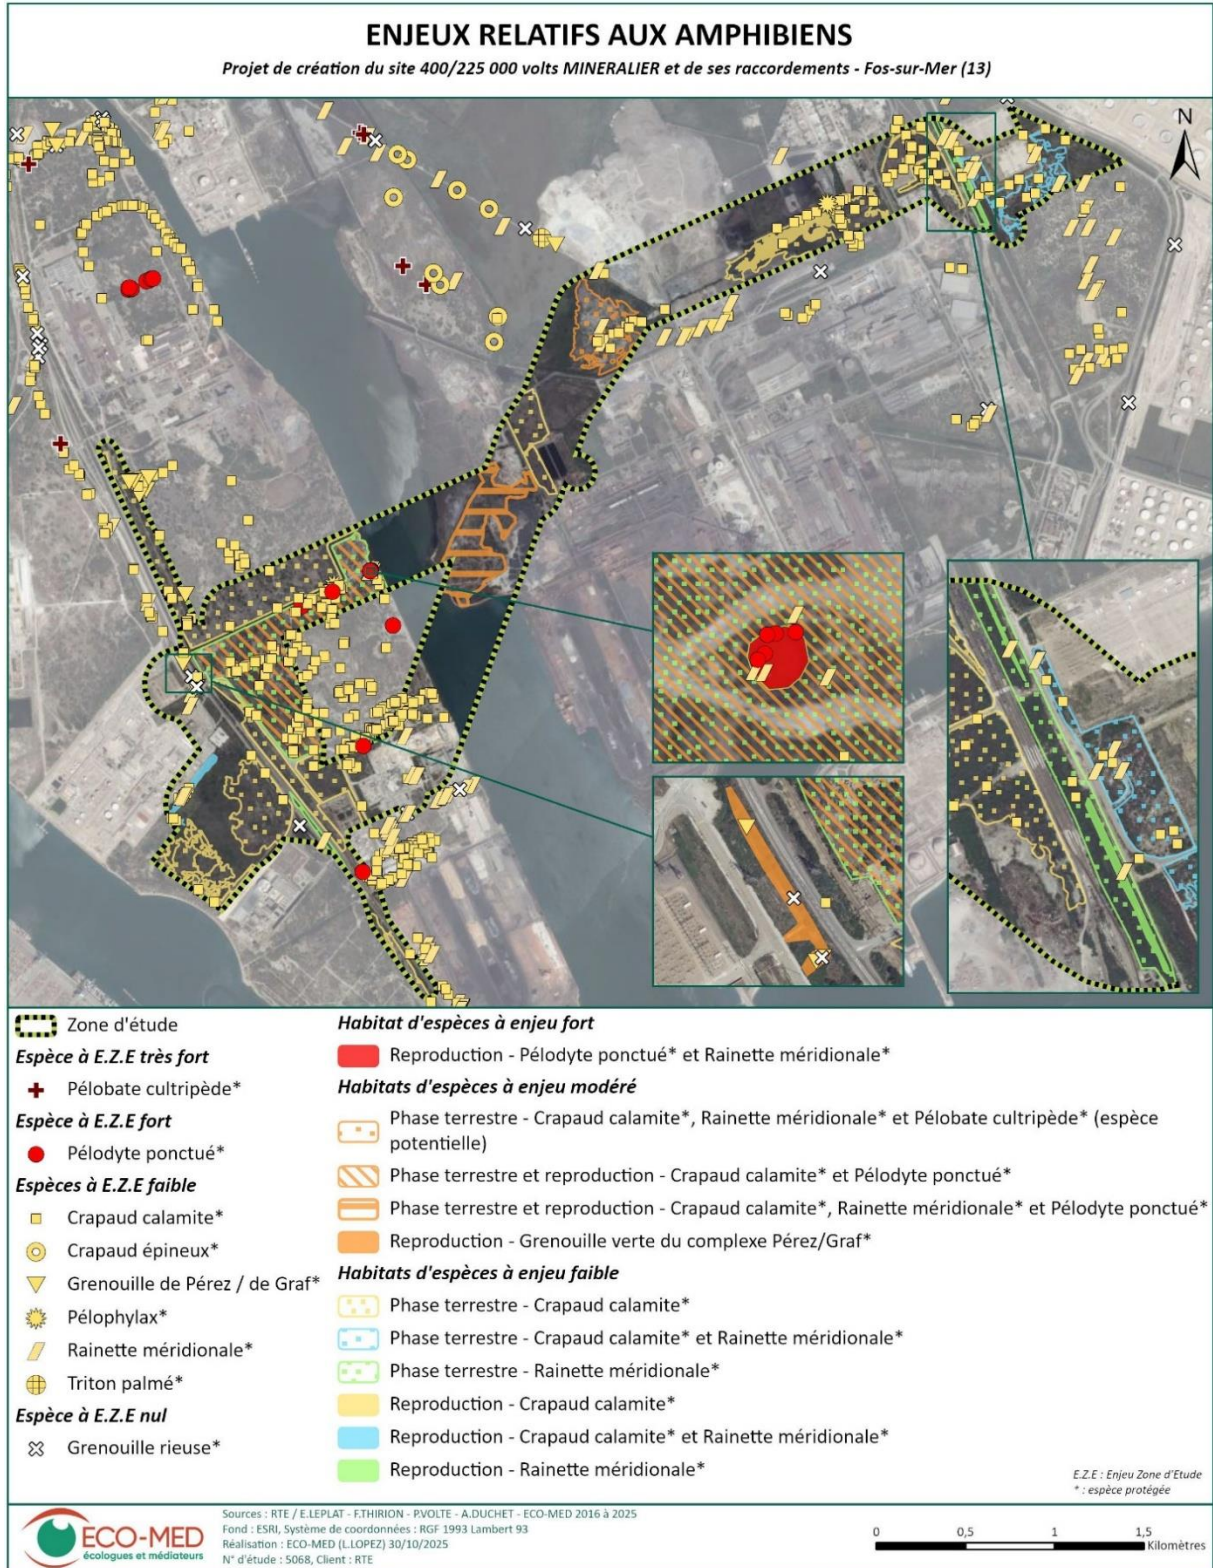 ENJEUX RELATIFS AUX AMPHIBIENS
Projet de création du site 400/225 000 volts MINERALIER et de ses raccordements - Fos-sur-Mer (13)
N
Zone d'étude
Espèce à E.Z.E très fort
Pélobate cultripède*
Espèce à E.Z.E fort
Pélodyte ponctué*
Espèces à E.Z.E faible
Crapaud calamite*
Crapaud épineux*
Grenouille de Pérez / de Graf*
Pélophylax*
Rainette méridionale*
Triton palmé*
Espèce à E.Z.E nul
Grenouille rieuse*
Habitat d'espèces à enjeu fort
Reproduction - Pélodyte ponctué* et Rainette méridionale*
Habitats d'espèces à enjeu modéré
Phase terrestre - Crapaud calamite*, Rainette méridionale* et Pélobate cultripède* (espèce
potentielle)
Phase terrestre et reproduction - Crapaud calamite* et Pélodyte ponctué*
Phase terrestre et reproduction - Crapaud calamite*, Rainette méridionale* et Pélodyte ponctué*
Reproduction - Grenouille verte du complexe Pérez/Graf*
Habitats d'espèces à enjeu faible
Phase terrestre - Crapaud calamite*
Phase terrestre - Crapaud calamite* et Rainette méridionale*
Phase terrestre - Rainette méridionale*
Reproduction - Crapaud calamite*
Reproduction - Crapaud calamite* et Rainette méridionale*
Reproduction - Rainette méridionale*
E.Z.E : Enjeu Zone d'Etude
* : espèce protégée
ECO-MED
écologues et médiateurs
Sources : RTE / E.LEPLAT - F.THIRION - P.VOLTE - A.DUCHET - ECO-MED 2016 à 2025
Fond : ESRI, Système de coordonnées : RGF 1993 Lambert 93
Réalisation : ECO-MED (L.LOPEZ) 30/10/2025
N° d'étude : 5068, Client : RTE
0 0,5 1 1,5
Kilomètres